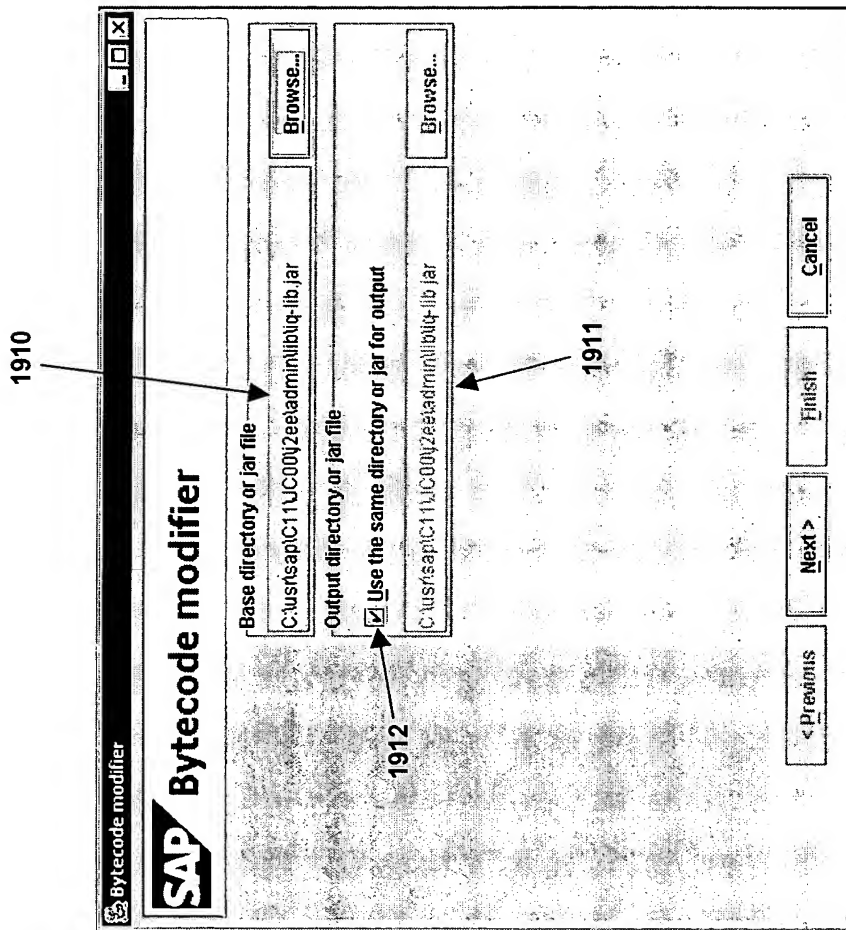 1910
Bytecode modifier
SAP Bytecode modifier
Base directory or jar file
C:\usr\sap\C11\JC00\j2ee\admin\lib\iq-lib.jar
Browse...
Output directory or jar file
1912
Use the same directory or jar for output
C:\usr\sap\C11\JC00\j2ee\admin\lib\iq-lib.jar
Browse...
1911
< Previous
Next >
Finish
Cancel